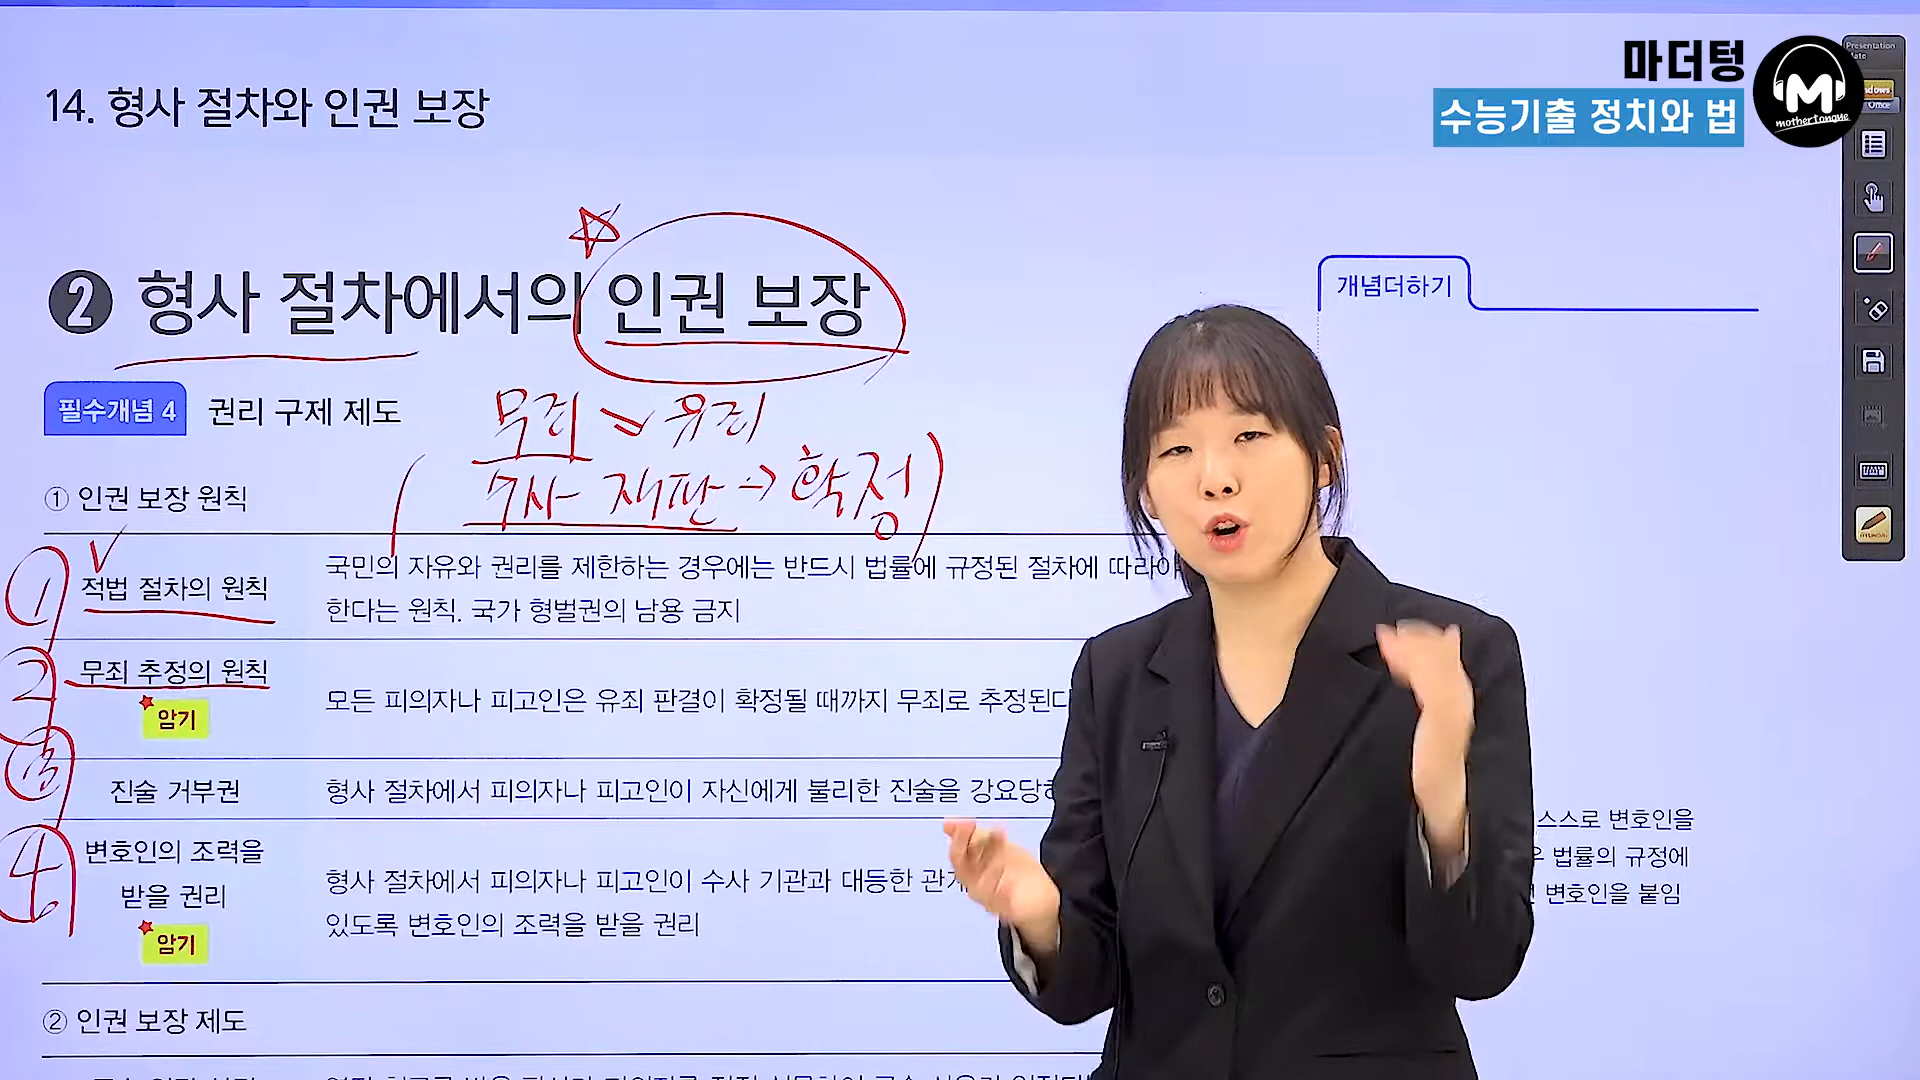 마더텅
수능기출 정치와 법
mothertongue
14. 형사 절차와 인권 보장
❷ 형사 절차에서의 인권 보장
개념더하기
필수개념 4 권리 구제 제도
무죄 유죄
수사 재판 → 확정
① 인권 보장 원칙
1 적법 절차의 원칙
국민의 자유와 권리를 제한하는 경우에는 반드시 법률에 규정된 절차에 따라야
한다는 원칙. 국가 형벌권의 남용 금지
2 무죄 추정의 원칙
암기
모든 피의자나 피고인은 유죄 판결이 확정될 때까지 무죄로 추정된다
3 진술 거부권
형사 절차에서 피의자나 피고인이 자신에게 불리한 진술을 강요당하
4 변호인의 조력을
받을 권리
암기
형사 절차에서 피의자나 피고인이 수사 기관과 대등한 관계
있도록 변호인의 조력을 받을 권리
스스로 변호인을
법률의 규정에
변호인을 붙임
② 인권 보장 제도